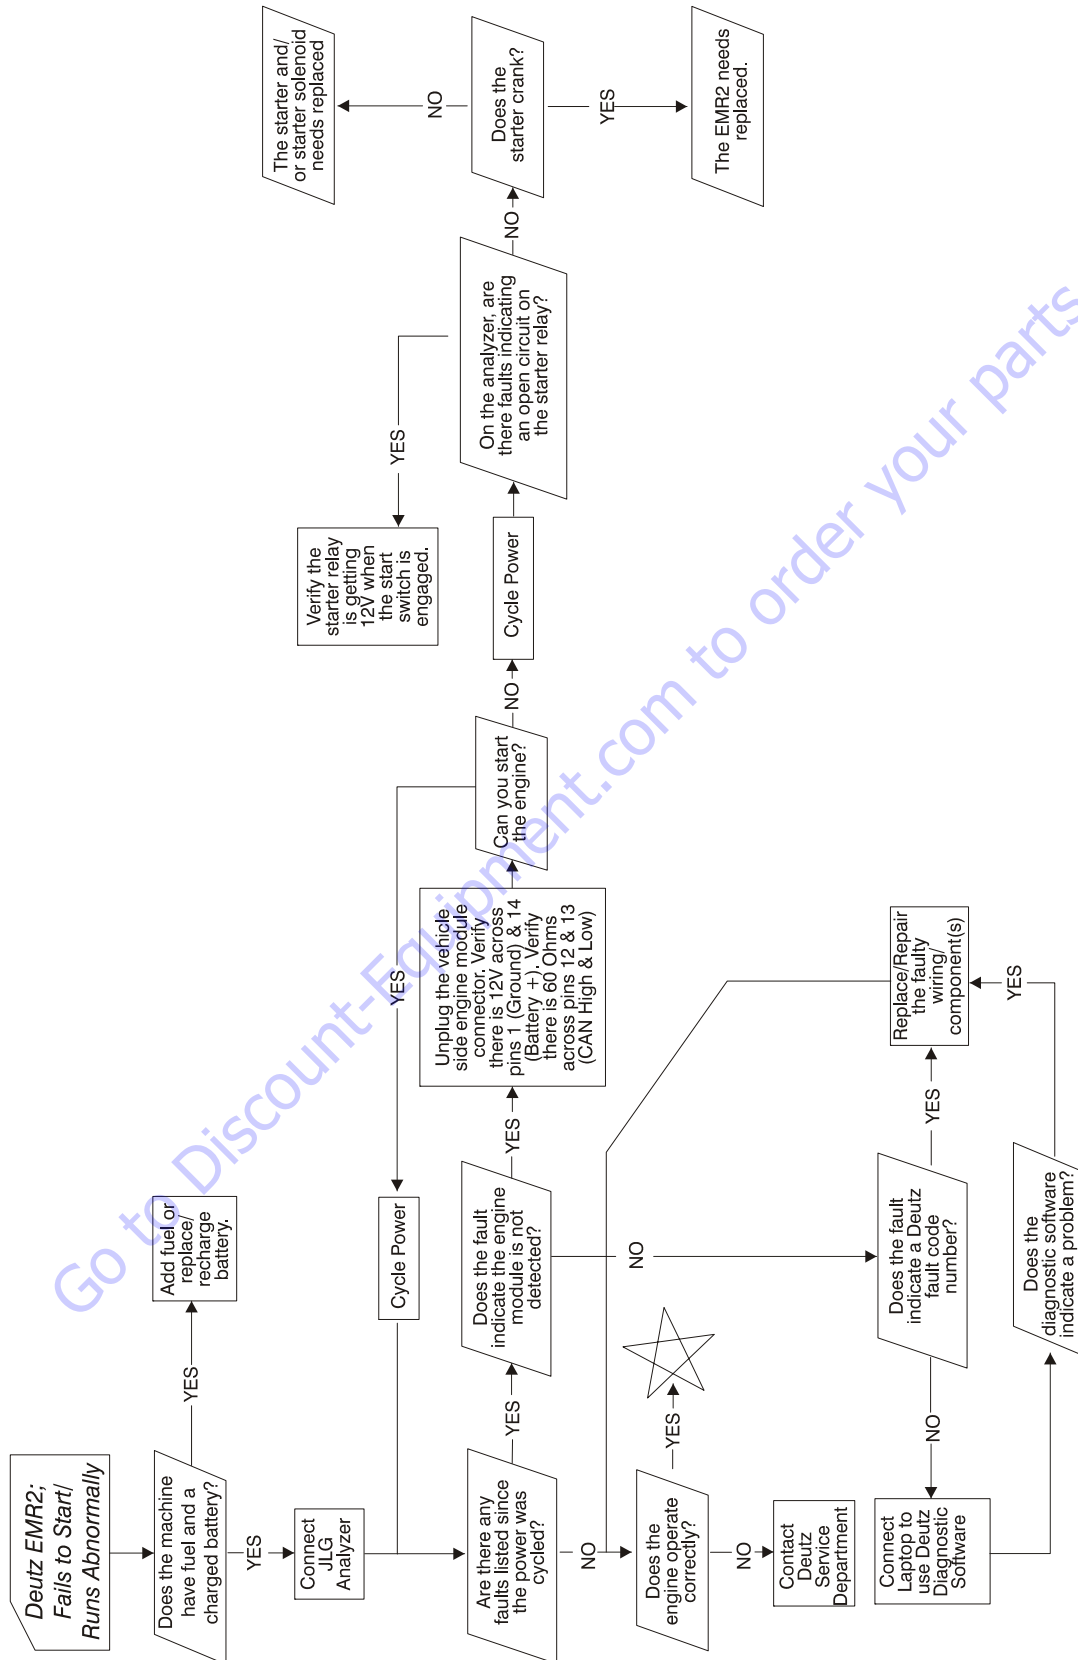 Deutz EMR2;
Fails to Start/
Runs Abnormally
Does the machine
have fuel and a
charged battery?
YES
Add fuel or
replace/
recharge
battery.
YES
Connect
JLG
Analyzer
Cycle Power
YES
Are there any
faults listed since
the power was
cycled?
YES
Does the fault
indicate the engine
module is not
detected?
YES
Unplug the vehicle
side engine module
connector. Verify
there is 12V across
pins 1 (Ground) & 14
(Battery +). Verify
there is 60 Ohms
across pins 12 & 13
(CAN High & Low)
Can you start
the engine?
NO
Cycle Power
On the analyzer, are
there faults indicating
an open circuit on
the starter relay?
YES
Verify the
starter relay
is getting
12V when
the start
switch is
engaged.
NO
Does the
starter crank?
NO
The starter and/
or starter solenoid
needs replaced
YES
The EMR2 needs
replaced.
NO
Does the
engine operate
correctly?
YES
NO
Contact
Deutz
Service
Department
NO
Does the fault
indicate a Deutz
fault code
number?
YES
Replace/Repair
the faulty
wiring/
component(s)
NO
Connect
Laptop to
use Deutz
Diagnostic
Software
Does the
diagnostic software
indicate a problem?
YES
Go to Discount-Equipment.com to order your parts